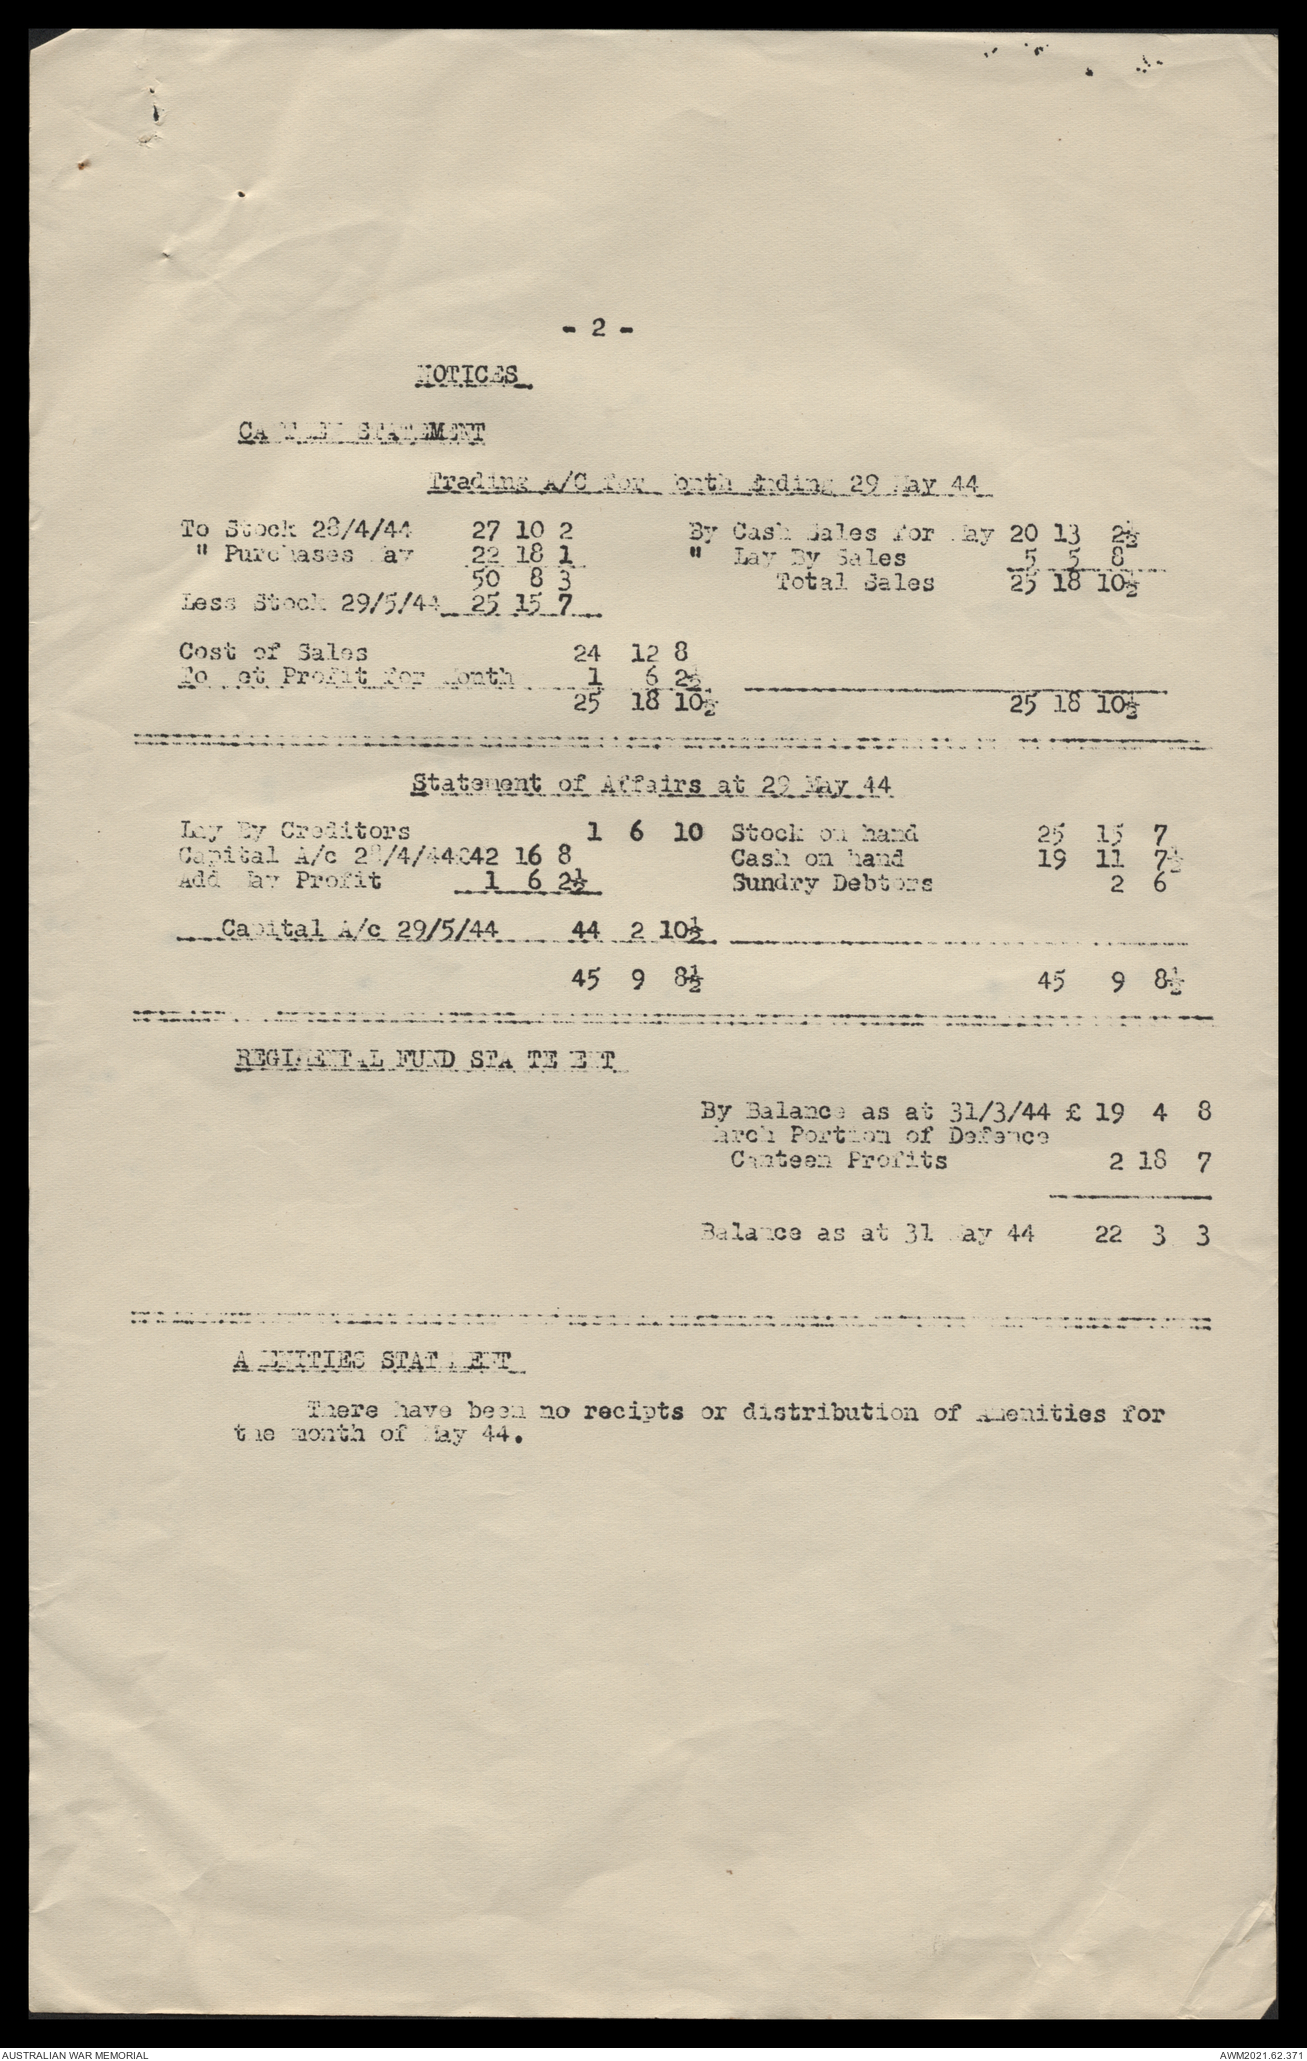 - 2 -
NOTICES.
CANTEEN STATEMENT
Trading A/C for Month Ending 29 May 44
To Stock 28/4/44 27 10 2 By Cash Sales for May 20 13 2½
" Purchases May 22 18 1 " Lay By Sales 5 5 8
50 8 3 Total Sales 25 18 10½
Less Stock 29/5/44 25 15 7
Cost of Sales 24 12 8
To Net Profit for Month 1 6 2½
25 18 10½ 25 18 10½
Statement of Affairs at 29 May 44
Lay By Creditors 1 6 10 Stock on hand 25 15 7
Capital A/c 28/4/44£42 16 8 Cash on hand 19 11 7½
Add May Profit 1 6 2½ Sundry Debtors 2 6
Capital A/c 29/5/44 44 2 10½
45 9 8½ 45 9 8½
REGIMENTAL FUND STATEMENT
By Balance as at 31/3/44 £ 19 4 8
March Portion of Defence
Canteen Profits 2 18 7
Balance as at 31 May 44 22 3 3
AMENITIES STATEMENT
There have been no recipts or distribution of Amenities for
the month of May 44.
AUSTRALIAN WAR MEMORIAL AWM2021.62.371